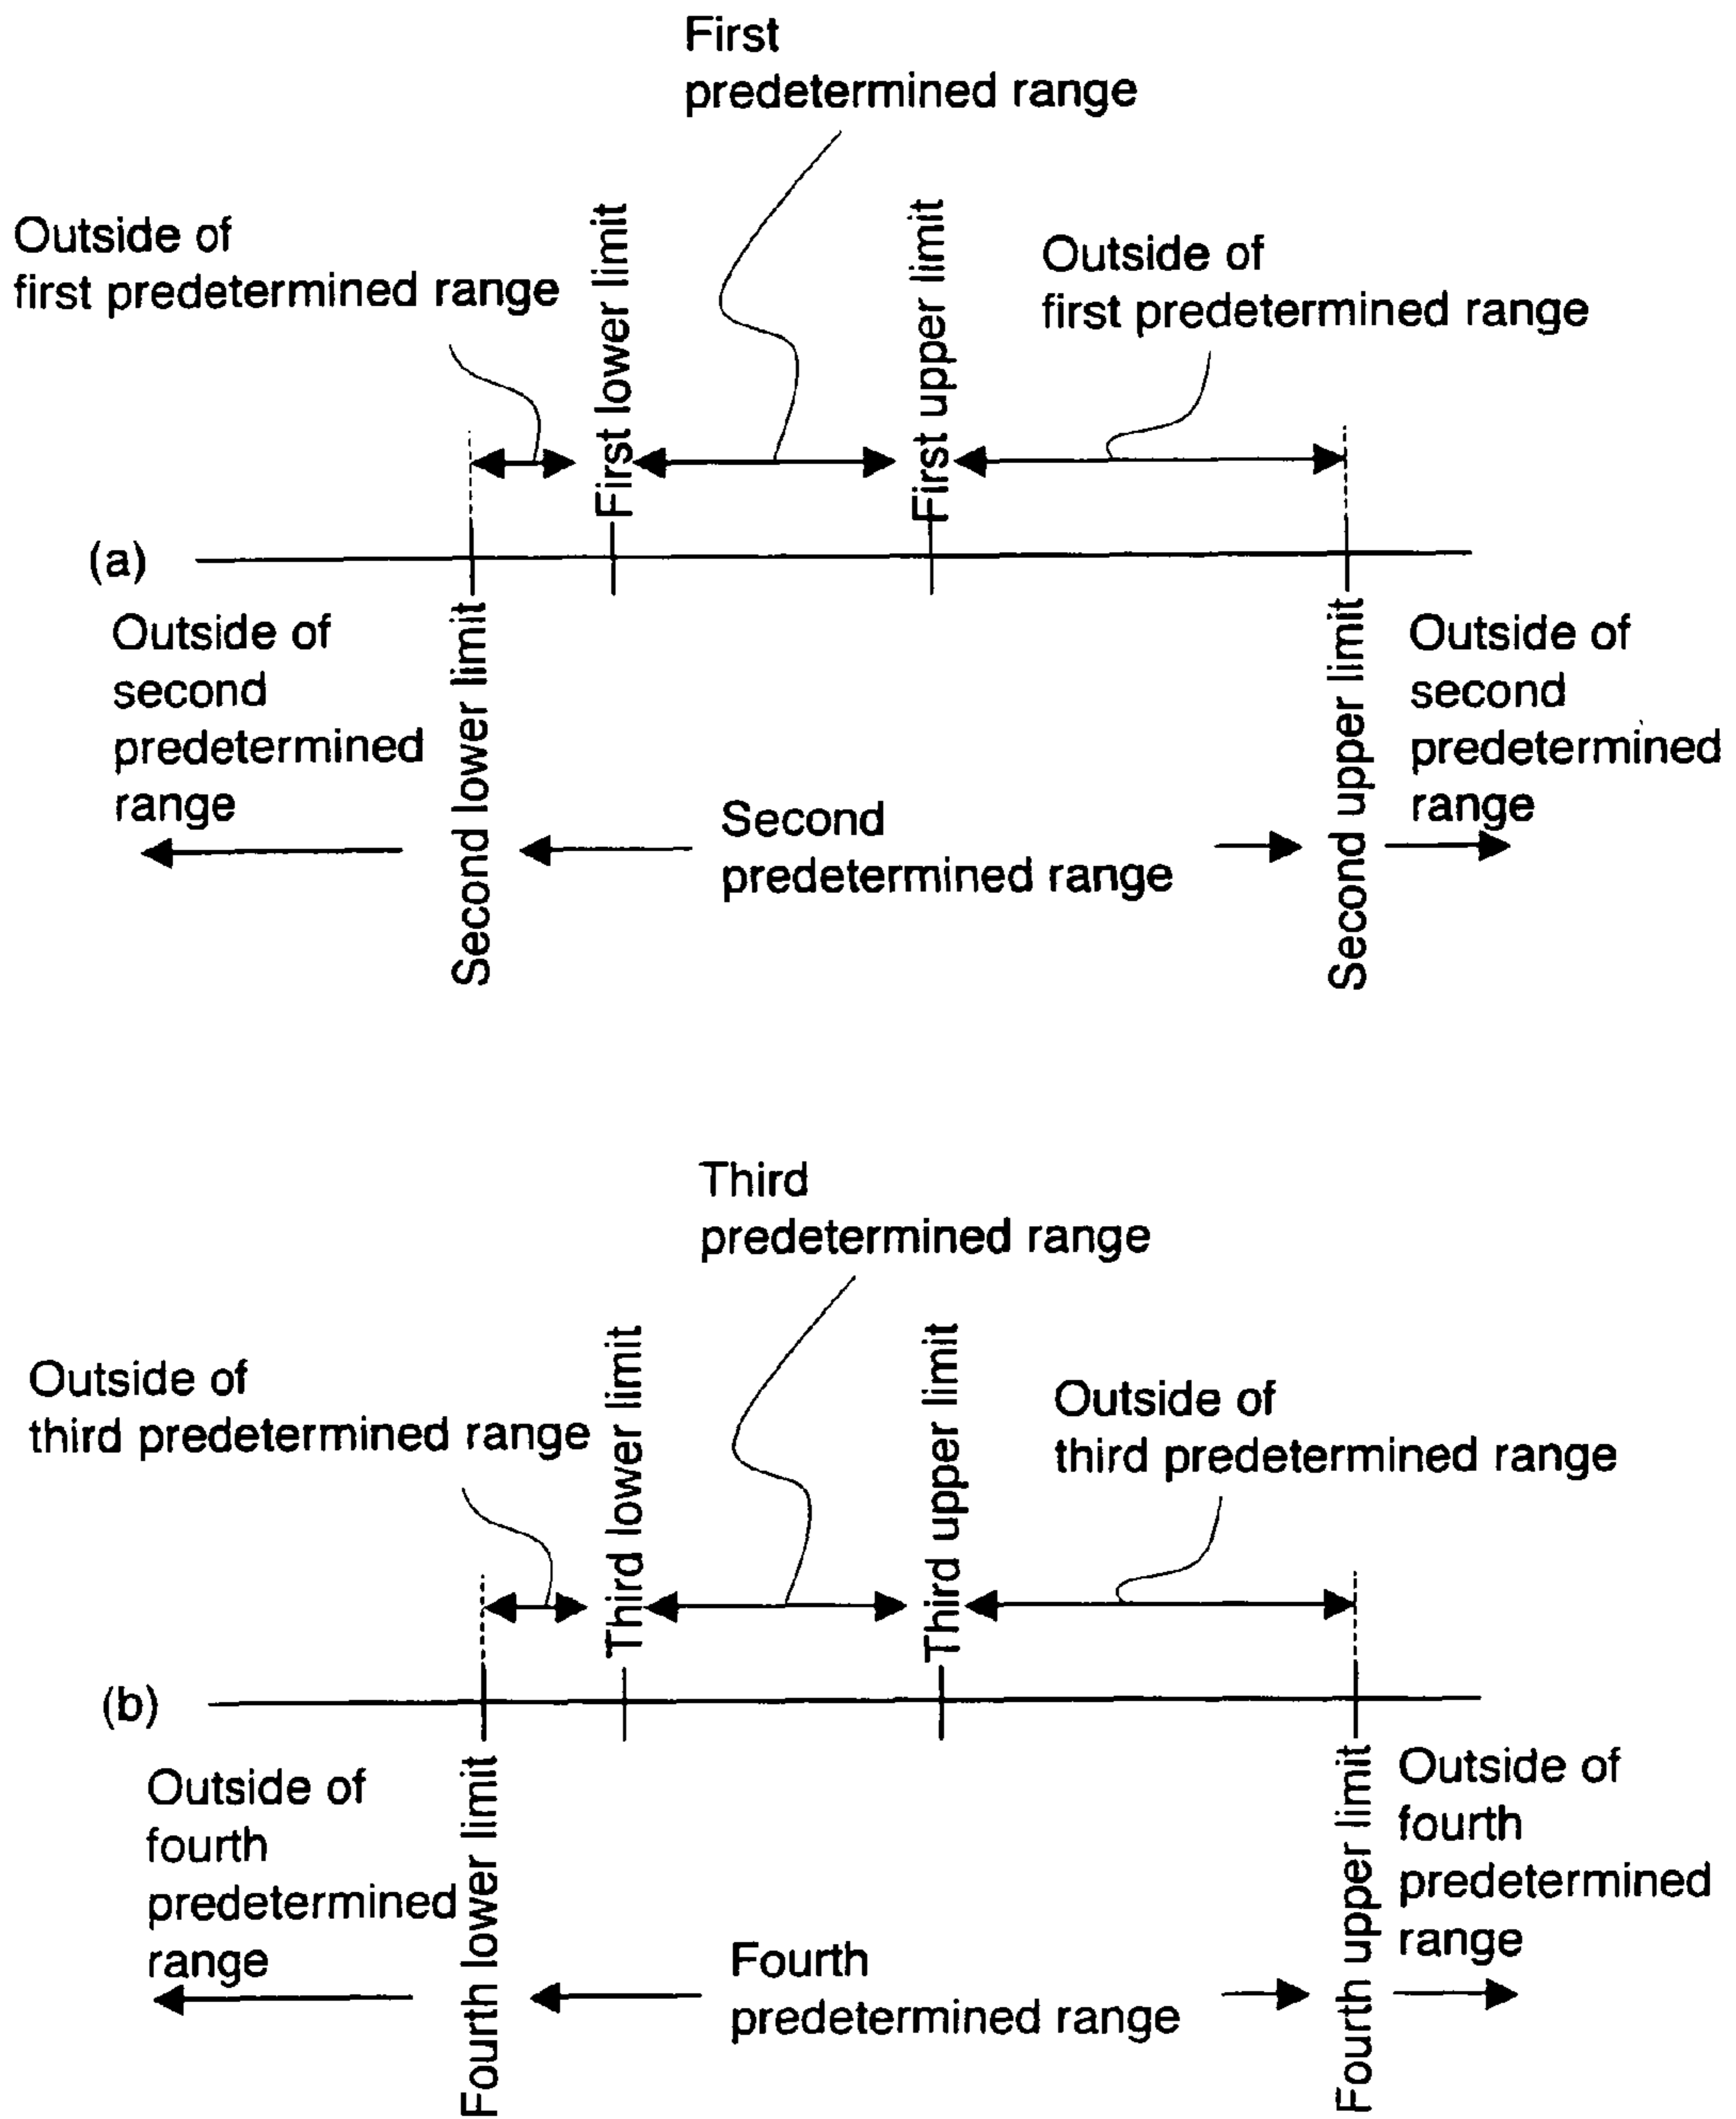 First
predetermined range
Outside of
first predetermined range
First lower limit
First upper limit
Outside of
first predetermined range
(a)
Outside of
second
predetermined
range
Second lower limit
Second
predetermined range
Second upper limit
Outside of
second
predetermined
range
Third
predetermined range
Outside of
third predetermined range
Third lower limit
Third upper limit
Outside of
third predetermined range
(b)
Outside of
fourth
predetermined
range
Fourth lower limit
Fourth
predetermined range
Fourth upper limit
Outside of
fourth
predetermined
range